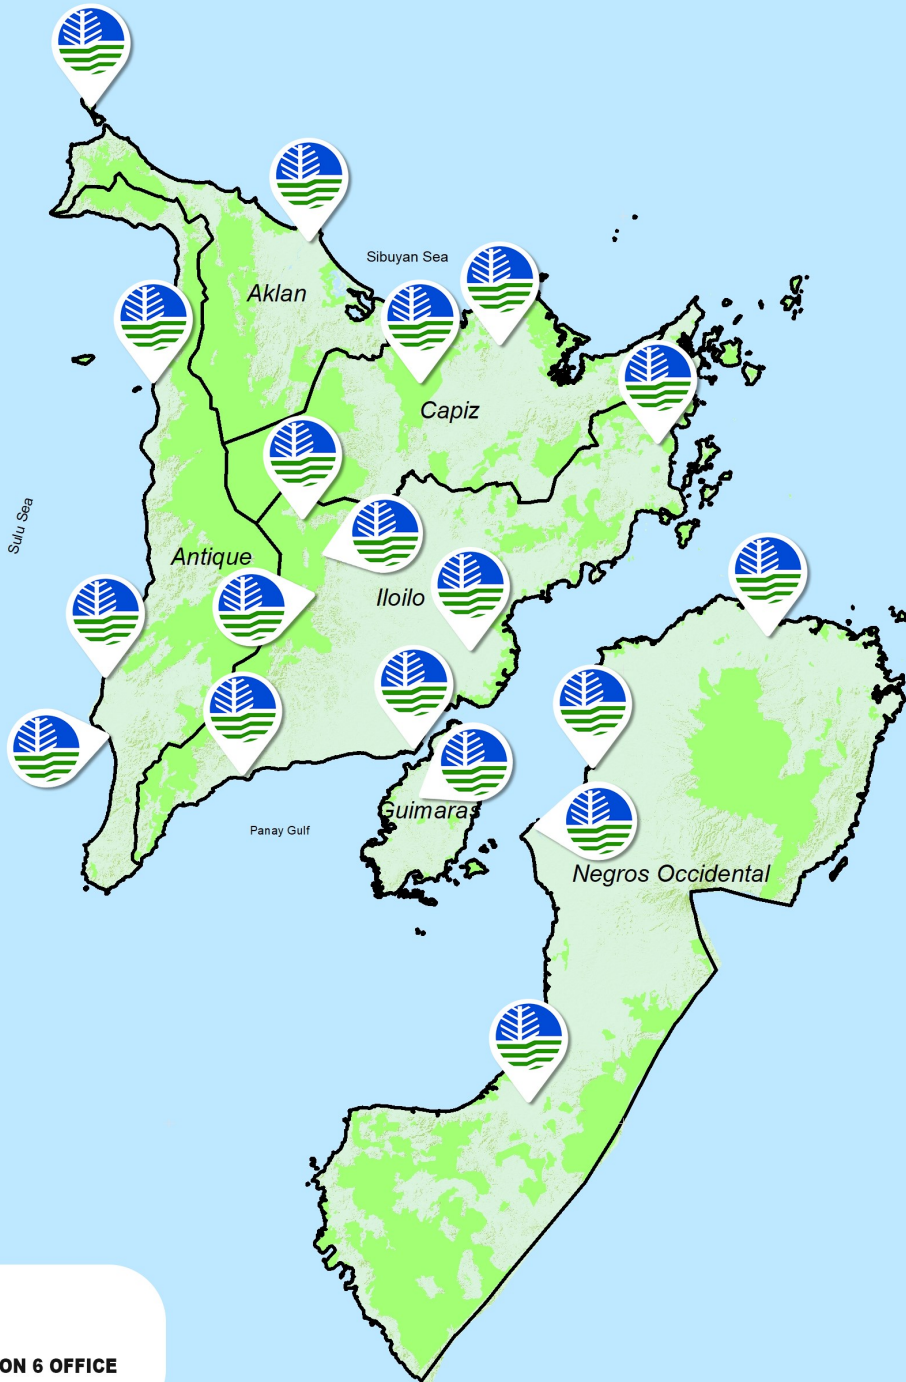 Sibuyan Sea
Aklan
Capiz
Sulu Sea
Antique
Iloilo
Guimaras
Panay Gulf
Negros Occidental
ON 6 OFFICE